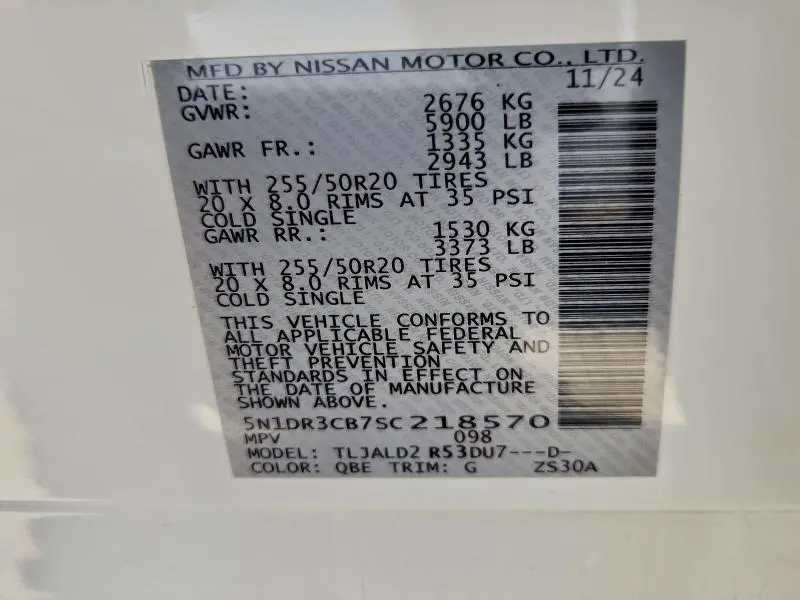 MFD BY NISSAN MOTOR CO., LTD.
DATE: 11/24
GVWR: 2676 KG
5900 LB
GAWR FR.: 1335 KG
2943 LB
WITH 255/50R20 TIRES
20 X 8.0 RIMS AT 35 PSI
COLD SINGLE
GAWR RR.: 1530 KG
3373 LB
WITH 255/50R20 TIRES
20 X 8.0 RIMS AT 35 PSI
COLD SINGLE
THIS VEHICLE CONFORMS TO
ALL APPLICABLE FEDERAL
MOTOR VEHICLE SAFETY AND
THEFT PREVENTION
STANDARDS IN EFFECT ON
THE DATE OF MANUFACTURE
SHOWN ABOVE.
5N1DR3CB7SC218570
MPV 098
MODEL: TLJALD2 R53DU7---D-
COLOR: QBE TRIM: G ZS30A